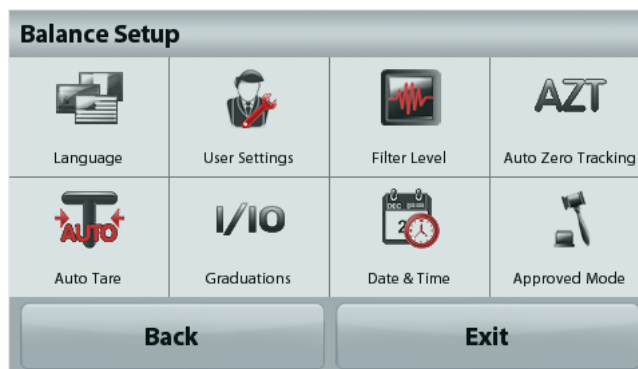 Balance Setup
AZT
Language
User Settings
Filter Level
Auto Zero Tracking
AUTO
I/IO
DEC
2
Auto Tare
Graduations
Date & Time
Approved Mode
Back
Exit